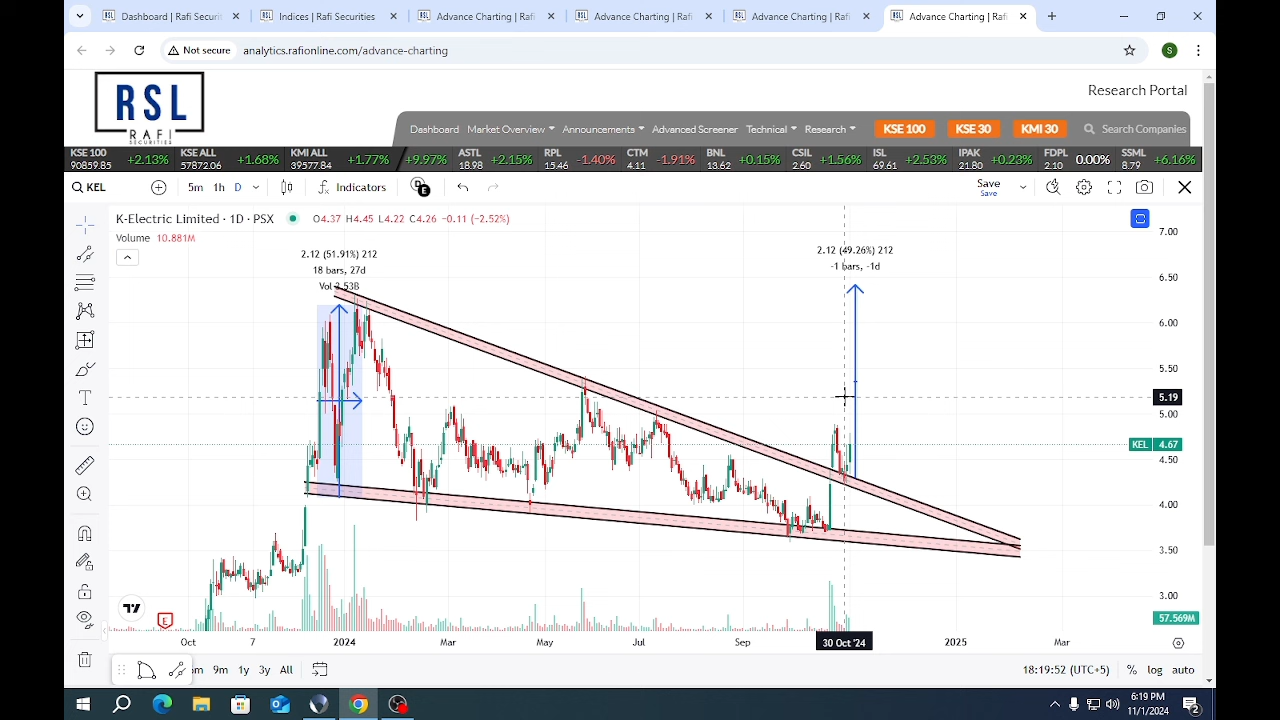 Dashboard | Rafi Securiti
Indices | Rafi Securities
Advance Charting | Rafi S
Advance Charting | Rafi S
Advance Charting | Rafi S
Advance Charting | Rafi S
Not secure
analytics.rafionline.com/advance-charting
S
RSL
RAFI
SECURITIES
Research Portal
Dashboard Market Overview Announcements Advanced Screener Technical Research KSE 100 KSE 30 KMI 30 Search Companies
KSE 100 90839.85 +2.13%
KSE ALL 57872.06 +1.68%
KMI ALL 39577.84 +1.77%
+9.97%
ASTL 18.98 +2.15%
RPL 15.46 -1.40%
CTM 4.11 -1.91%
BNL 13.62 +0.15%
CSIL 2.60 +1.56%
ISL 69.61 +2.53%
IPAK 21.80 +0.23%
FDPL 2.10 0.00%
SSML 8.79 +6.16%
KEL 5m 1h D Indicators D E Save
Save
K-Electric Limited · 1D · PSX O4.37 H4.45 L4.22 C4.26 -0.11 (-2.52%)
Volume 10.881M
2.12 (51.91%) 212
18 bars, 27d
Vol 3.53B
2.12 (49.26%) 212
-1 bars, -1d
7.00
6.50
6.00
5.50
5.19
5.00
KEL 4.67
4.50
4.00
3.50
3.00
57.569M
E
Oct 7 2024 Mar May Jul Sep 30 Oct '24 2025 Mar
9m 1y 3y All
18:19:52 (UTC+5) % log auto
6:19 PM
11/1/2024
2